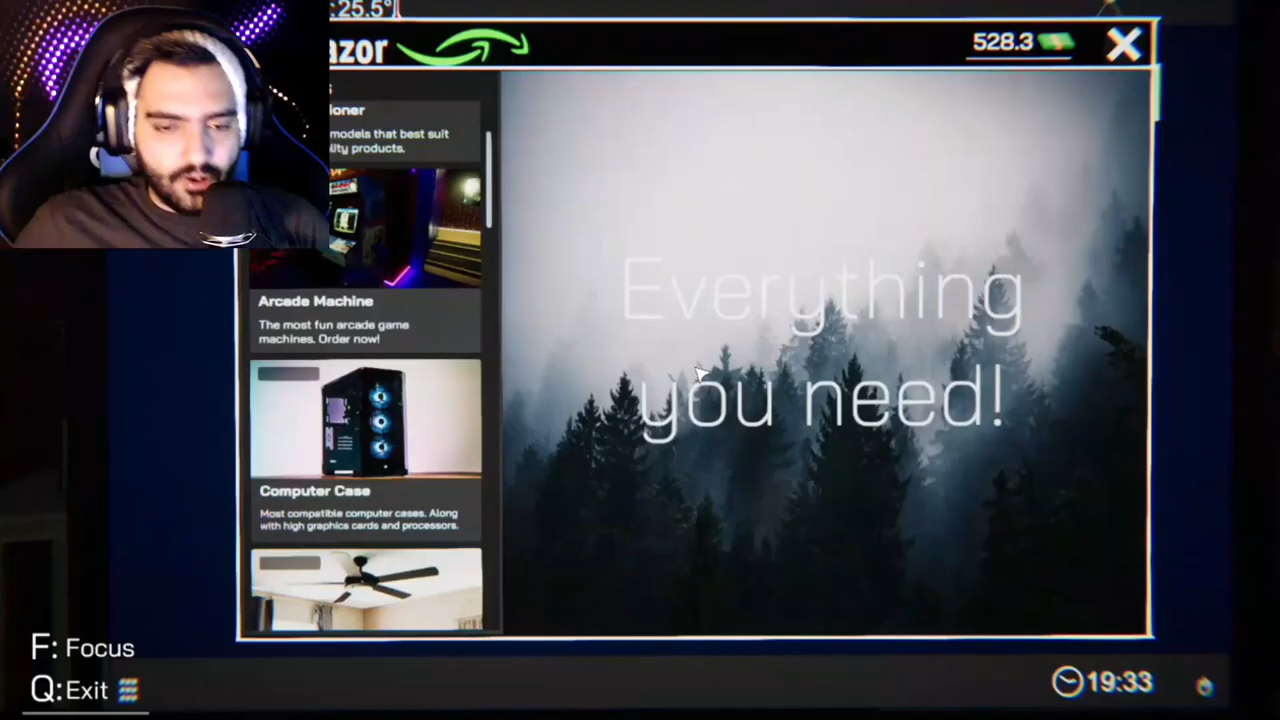 :25.5°
azor
528.3
ioner
models that best suit
lty products.
Arcade Machine
The most fun arcade game
machines. Order now!
Computer Case
Most compatible computer cases. Along
with high graphics cards and processors.
Everything
you need!
F: Focus
Q:Exit
19:33